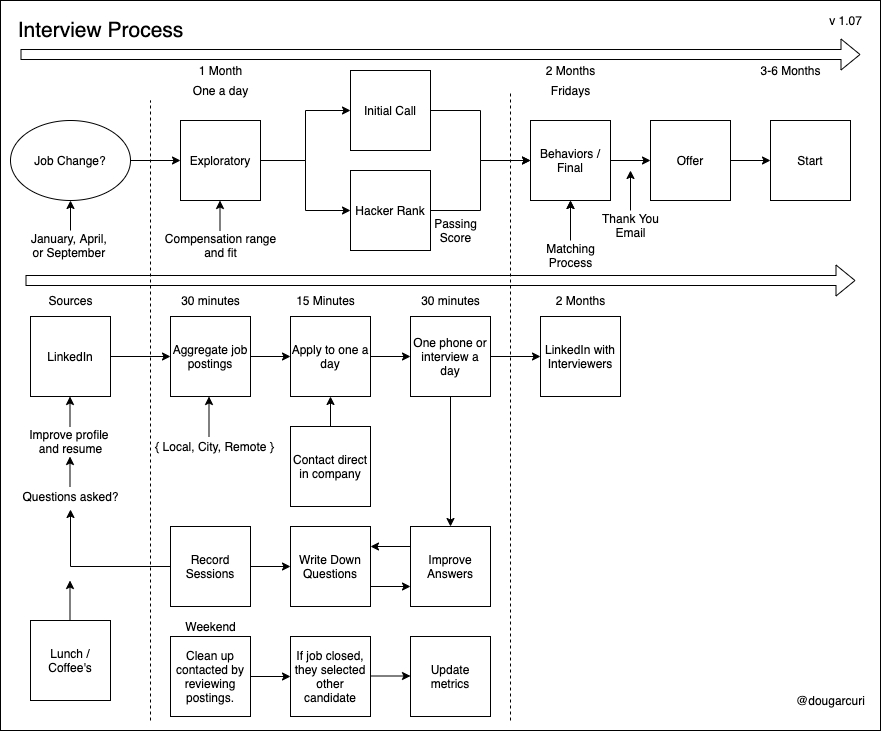 Interview Process
v 1.07
1 Month
2 Months
3-6 Months
One a day
Fridays
Job Change?
Exploratory
Initial Call
Hacker Rank
Behaviors /
Final
Offer
Start
January, April,
or September
Compensation range
and fit
Passing
Score
Matching
Process
Thank You
Email
Sources
30 minutes
15 Minutes
30 minutes
2 Months
LinkedIn
Aggregate job
postings
Apply to one a
day
One phone or
interview a
day
LinkedIn with
Interviewers
Improve profile
and resume
{ Local, City, Remote }
Contact direct
in company
Questions asked?
Record
Sessions
Write Down
Questions
Improve
Answers
Lunch /
Coffee's
Weekend
Clean up
contacted by
reviewing
postings.
If job closed,
they selected
other
candidate
Update
metrics
@dougarcuri